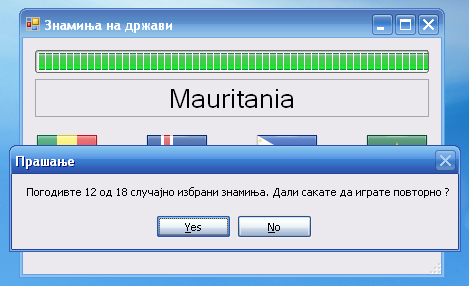 Знамиња на држави
Mauritania
Прашање
Погодивте 12 од 18 случајно избрани знамиња. Дали сакате да играте повторно ?
Yes
No